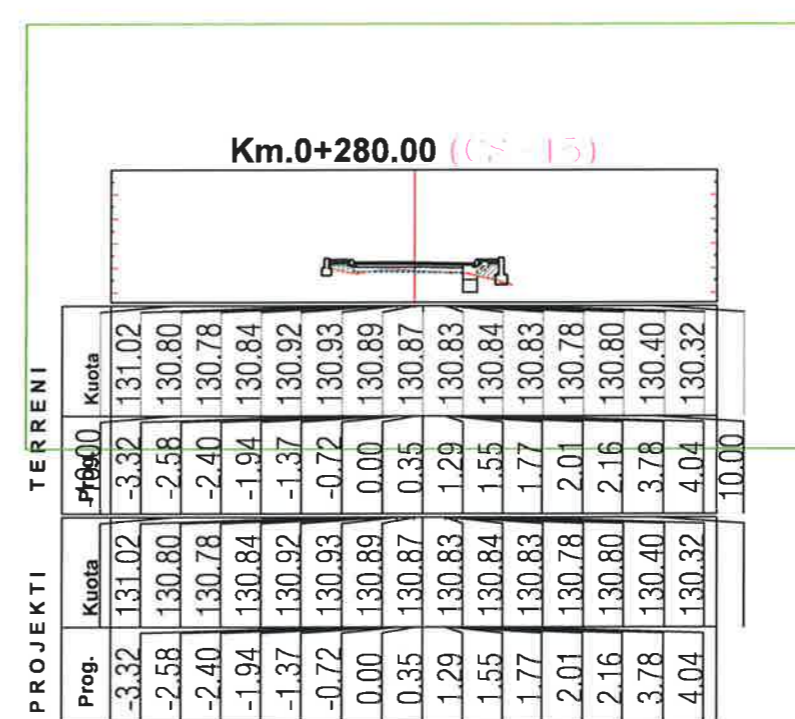 Km.0+280.00 (CS-15)
TERRENI
Kuota 131.02 130.80 130.78 130.84 130.92 130.93 130.89 130.87 130.83 130.84 130.83 130.78 130.80 130.40 130.32
Prog. -10.00 -3.32 -2.58 -2.40 -1.94 -1.37 -0.72 0.00 0.35 1.29 1.55 1.77 2.01 2.16 3.78 4.04 10.00
PROJEKTI
Kuota 131.02 130.80 130.78 130.84 130.92 130.93 130.89 130.87 130.83 130.84 130.83 130.78 130.80 130.40 130.32
Prog. -3.32 -2.58 -2.40 -1.94 -1.37 -0.72 0.00 0.35 1.29 1.55 1.77 2.01 2.16 3.78 4.04